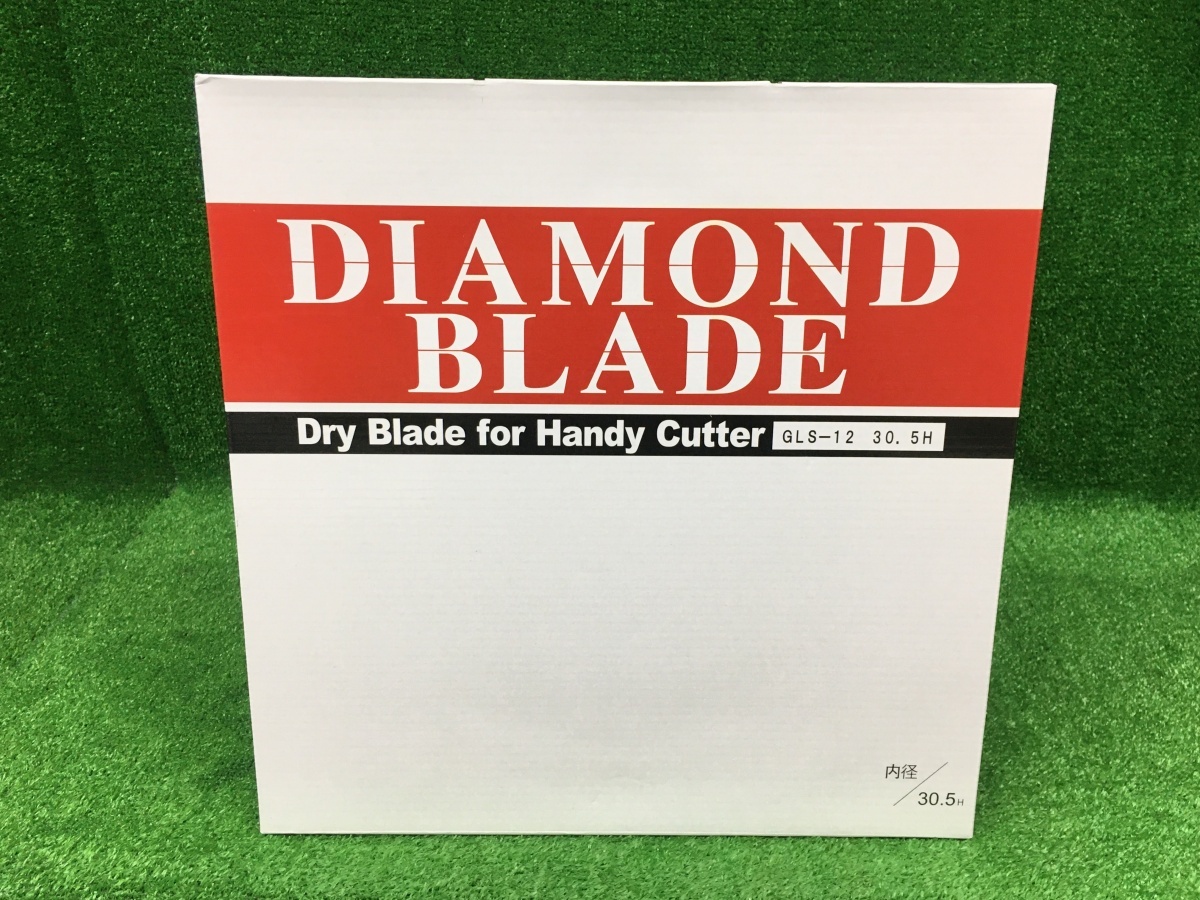 DIAMOND
BLADE
Dry Blade for Handy Cutter GLS-12 30.5H
内径/
30.5H